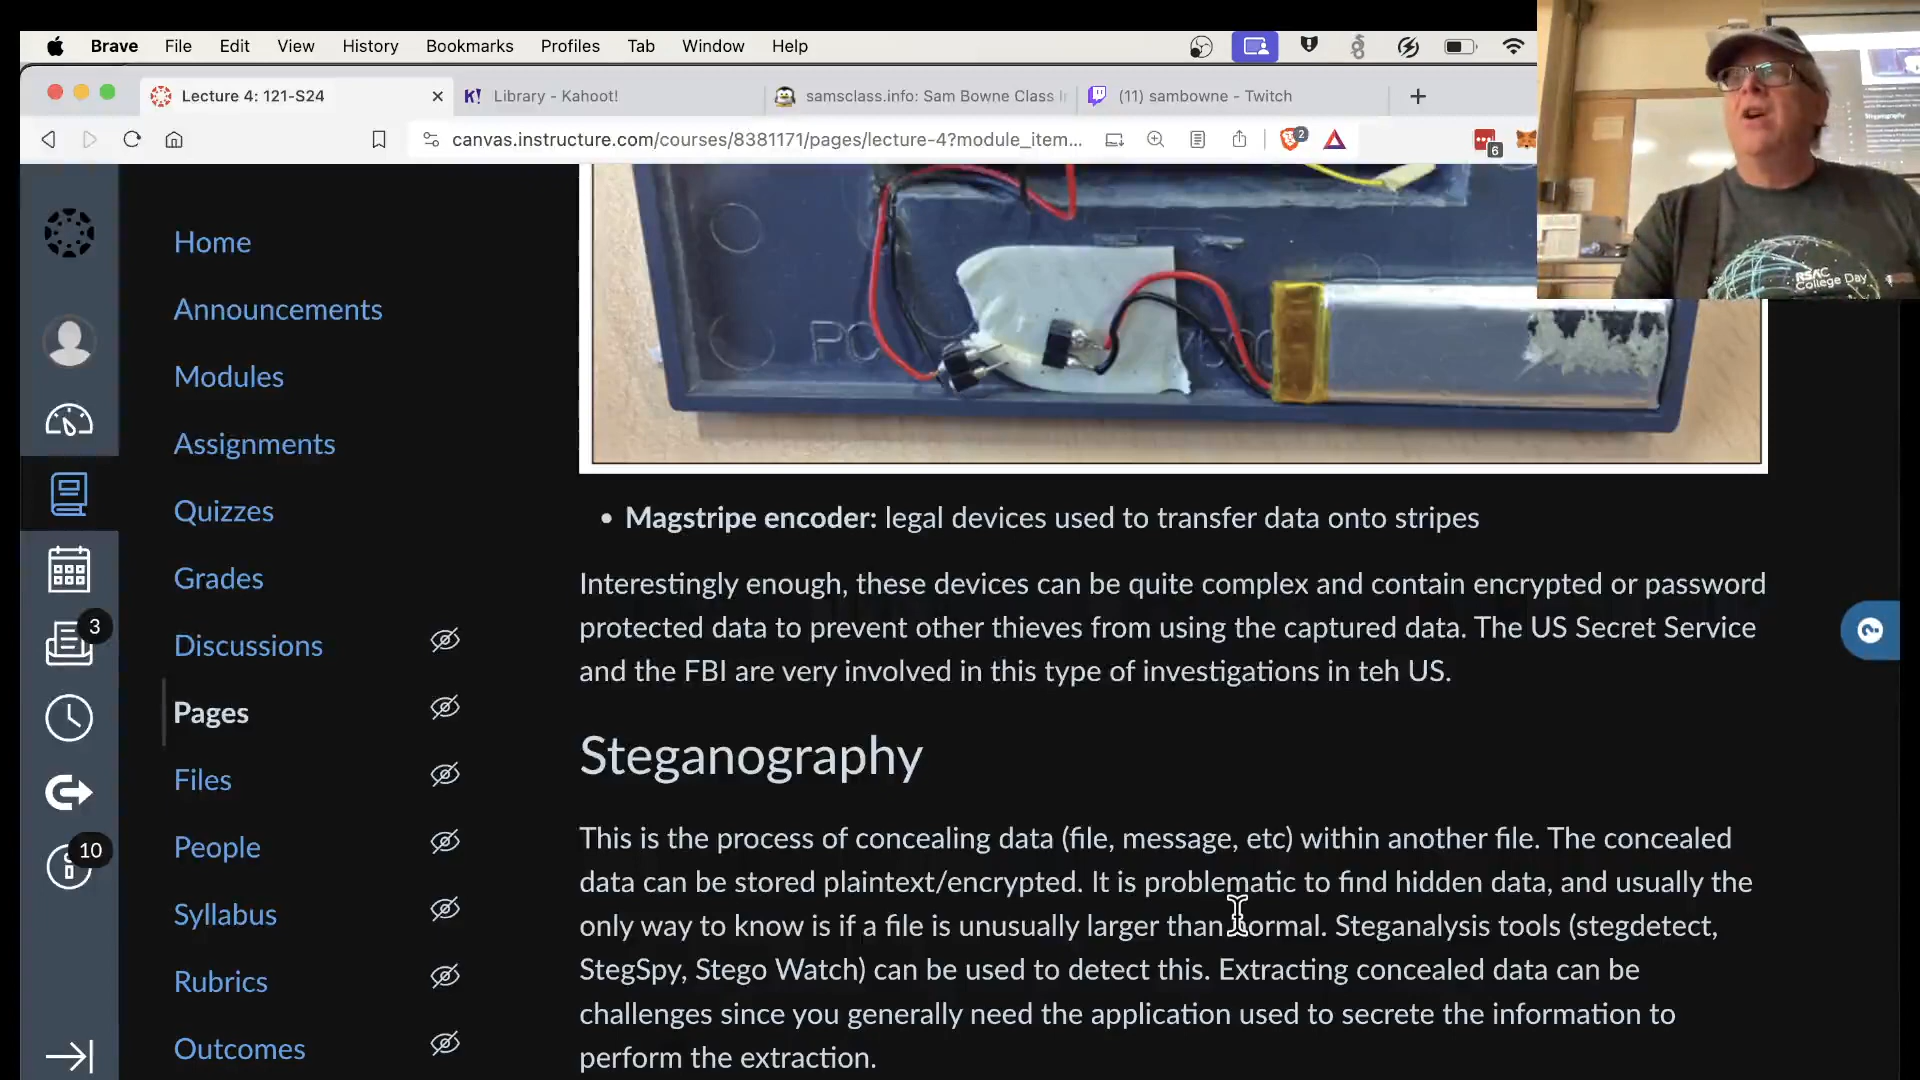 Brave File Edit View History Bookmarks Profiles Tab Window Help
Lecture 4: 121-S24
K! Library - Kahoot!
samsclass.info: Sam Bowne Class I
(11) sambowne - Twitch
canvas.instructure.com/courses/8381171/pages/lecture-4?module_item...
2
6
RSAC
College Day
Home
Announcements
Modules
Assignments
Quizzes
Grades
Discussions
Pages
Files
People
Syllabus
Rubrics
Outcomes
3
10
PC
• Magstripe encoder: legal devices used to transfer data onto stripes
Interestingly enough, these devices can be quite complex and contain encrypted or password
protected data to prevent other thieves from using the captured data. The US Secret Service
and the FBI are very involved in this type of investigations in teh US.
Steganography
This is the process of concealing data (file, message, etc) within another file. The concealed
data can be stored plaintext/encrypted. It is problematic to find hidden data, and usually the
only way to know is if a file is unusually larger than normal. Steganalysis tools (stegdetect,
StegSpy, Stego Watch) can be used to detect this. Extracting concealed data can be
challenges since you generally need the application used to secrete the information to
perform the extraction.